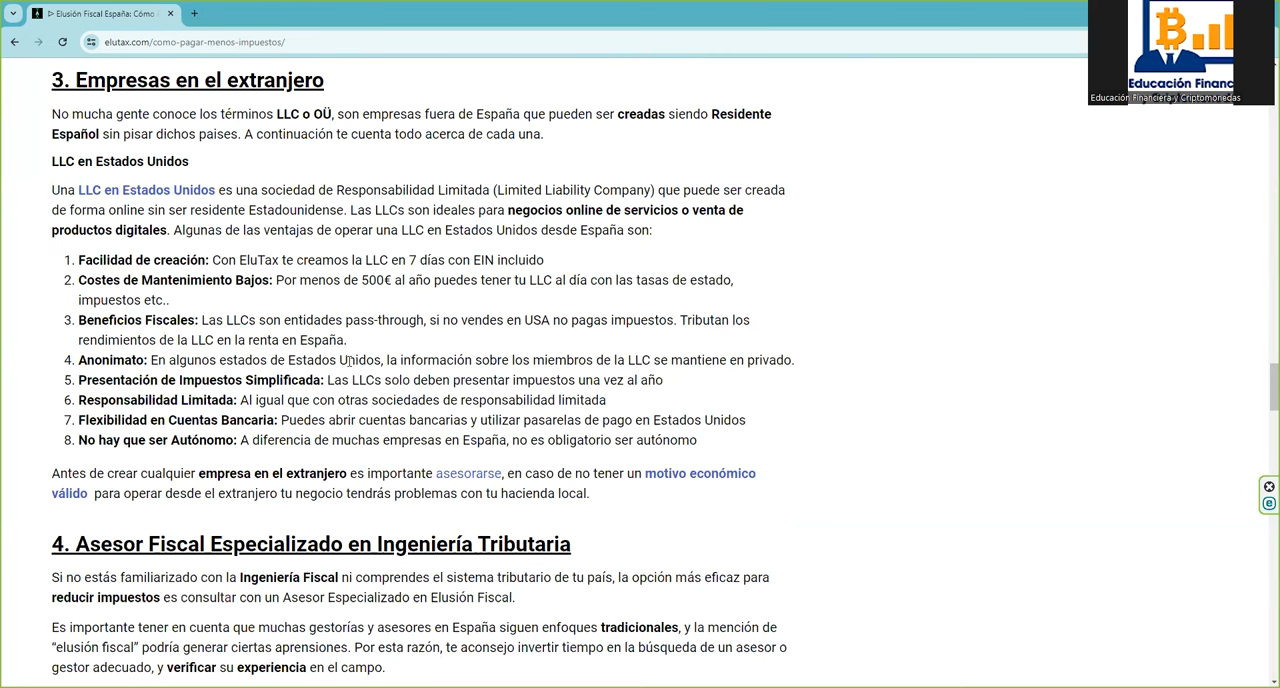 ▷ Elusión Fiscal España: Cómo
elutax.com/como-pagar-menos-impuestos/
Educación Financ
Educación Financiera y Criptomonedas
3. Empresas en el extranjero
No mucha gente conoce los términos LLC o OÜ, son empresas fuera de España que pueden ser creadas siendo Residente
Español sin pisar dichos paises. A continuación te cuenta todo acerca de cada una.
LLC en Estados Unidos
Una LLC en Estados Unidos es una sociedad de Responsabilidad Limitada (Limited Liability Company) que puede ser creada
de forma online sin ser residente Estadounidense. Las LLCs son ideales para negocios online de servicios o venta de
productos digitales. Algunas de las ventajas de operar una LLC en Estados Unidos desde España son:
1. Facilidad de creación: Con EluTax te creamos la LLC en 7 días con EIN incluido
2. Costes de Mantenimiento Bajos: Por menos de 500€ al año puedes tener tu LLC al día con las tasas de estado,
impuestos etc..
3. Beneficios Fiscales: Las LLCs son entidades pass-through, si no vendes en USA no pagas impuestos. Tributan los
rendimientos de la LLC en la renta en España.
4. Anonimato: En algunos estados de Estados Unidos, la información sobre los miembros de la LLC se mantiene en privado.
5. Presentación de Impuestos Simplificada: Las LLCs solo deben presentar impuestos una vez al año
6. Responsabilidad Limitada: Al igual que con otras sociedades de responsabilidad limitada
7. Flexibilidad en Cuentas Bancaria: Puedes abrir cuentas bancarias y utilizar pasarelas de pago en Estados Unidos
8. No hay que ser Autónomo: A diferencia de muchas empresas en España, no es obligatorio ser autónomo
Antes de crear cualquier empresa en el extranjero es importante asesorarse, en caso de no tener un motivo económico
válido para operar desde el extranjero tu negocio tendrás problemas con tu hacienda local.
4. Asesor Fiscal Especializado en Ingeniería Tributaria
Si no estás familiarizado con la Ingeniería Fiscal ni comprendes el sistema tributario de tu país, la opción más eficaz para
reducir impuestos es consultar con un Asesor Especializado en Elusión Fiscal.
Es importante tener en cuenta que muchas gestorías y asesores en España siguen enfoques tradicionales, y la mención de
“elusión fiscal” podría generar ciertas aprensiones. Por esta razón, te aconsejo invertir tiempo en la búsqueda de un asesor o
gestor adecuado, y verificar su experiencia en el campo.